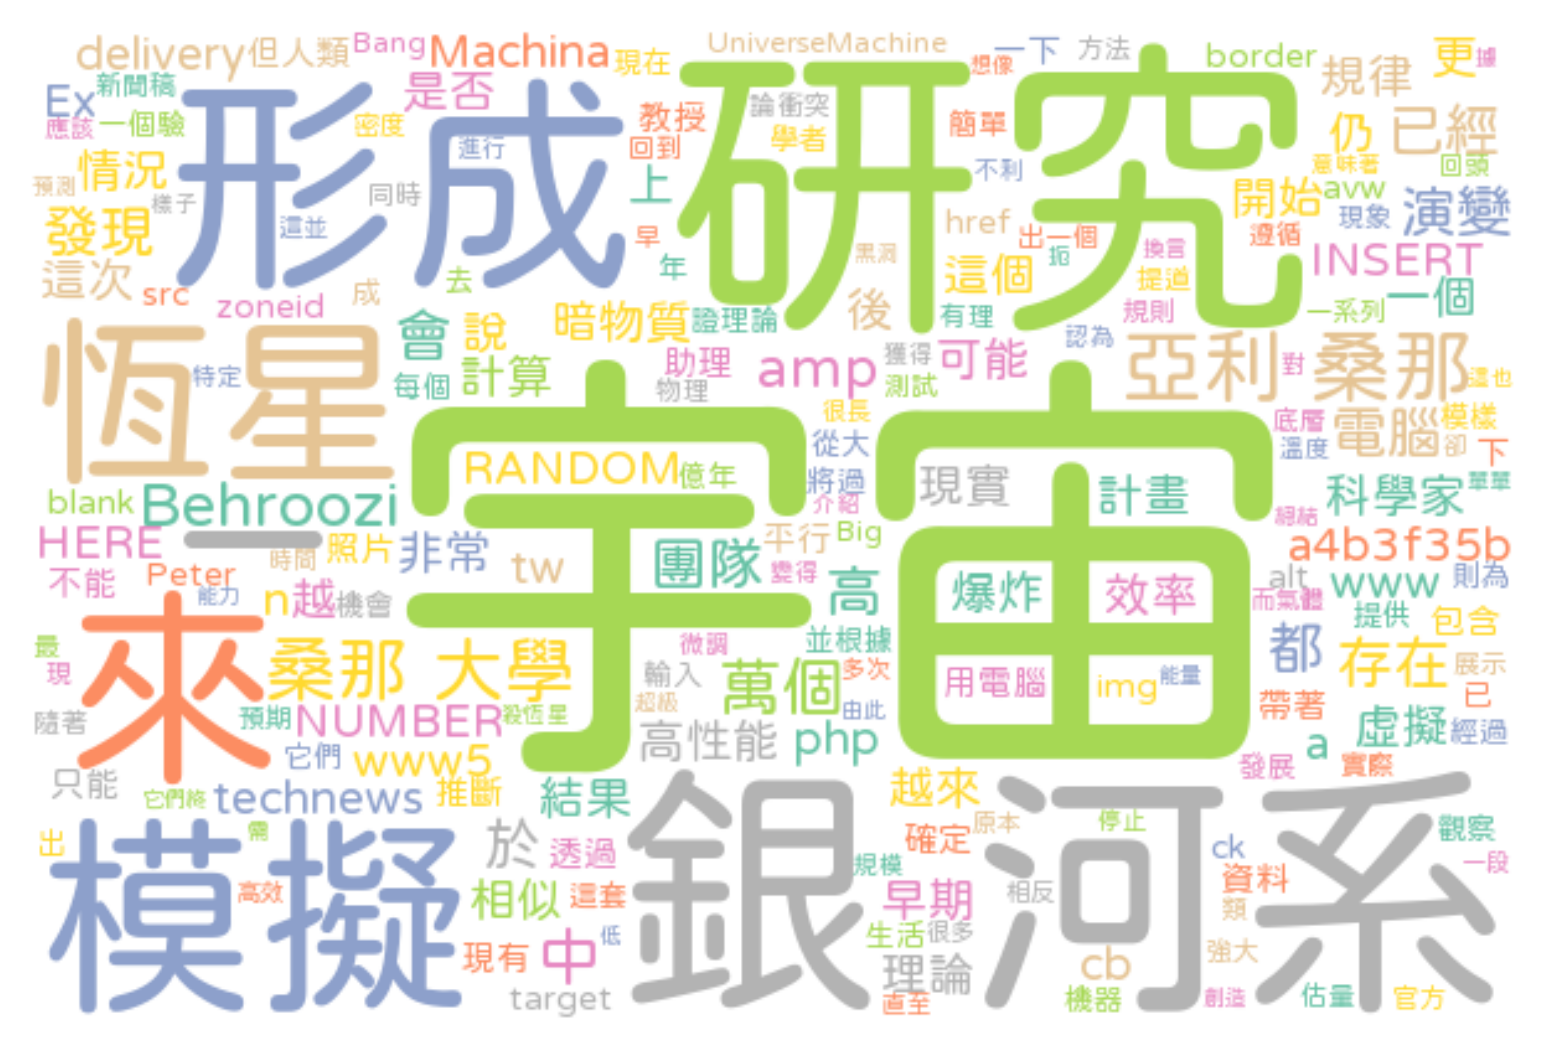 delivery
但人類
Bang
Machina
現在
UniverseMachine
想像
一下
方法
border
規律
更
據
Ex
新聞稿
應該
一個驗
密度
是否
教授
論衝突
學者
簡單
仍
已經
形成
研究
情況
預測
樣子
進行
同時
回到
上
不利
開始
意味著
avw
回頭
發現
這並
早
年
黑洞
href
出一個
扼
換言
遵循
現象
演變
這次
src
zoneid
成
去
後
這個
提道
規則
INSERT
一系列
一個
恆星
會
說
暗物質
證理論
有理
認為
特定
每個
計算
助理
物理
amp
獲得
測試
可能
亞利
對
桑那
這也
很長
底層
電腦
模樣
卻
溫度
下
RANDOM
億年
從大
將過
介紹
現實
計畫
科學家
單單
blank
Behroozi
一
宇宙
總結
HERE
時間
照片
非常
tw
團隊
平行
Big
變得
高
爆炸
效率
a4b3f35b
alt
www
則為
不能
Peter
能力
n
越
機會
而氣體
提供
包含
最
現
來
桑那
大學
微調
並根據
輸入
萬個
多次
用電腦
img
能量
都
存在
展示
隨著
預期
NUMBER
殺恆星
超級
由此
帶著
已
它們
www5
高性能
php
a
虛擬
經過
只能
它們將
technews
推斷
結果
越來
發展
實際
銀河系
出
需
模擬
於
透過
規模
確定
原本
停止
ck
觀察
一段
高效
相似
這套
早期
相反
資料
類
現有
中
低
生活
很多
理論
cb
強大
target
直至
機器
創造
估量
官方